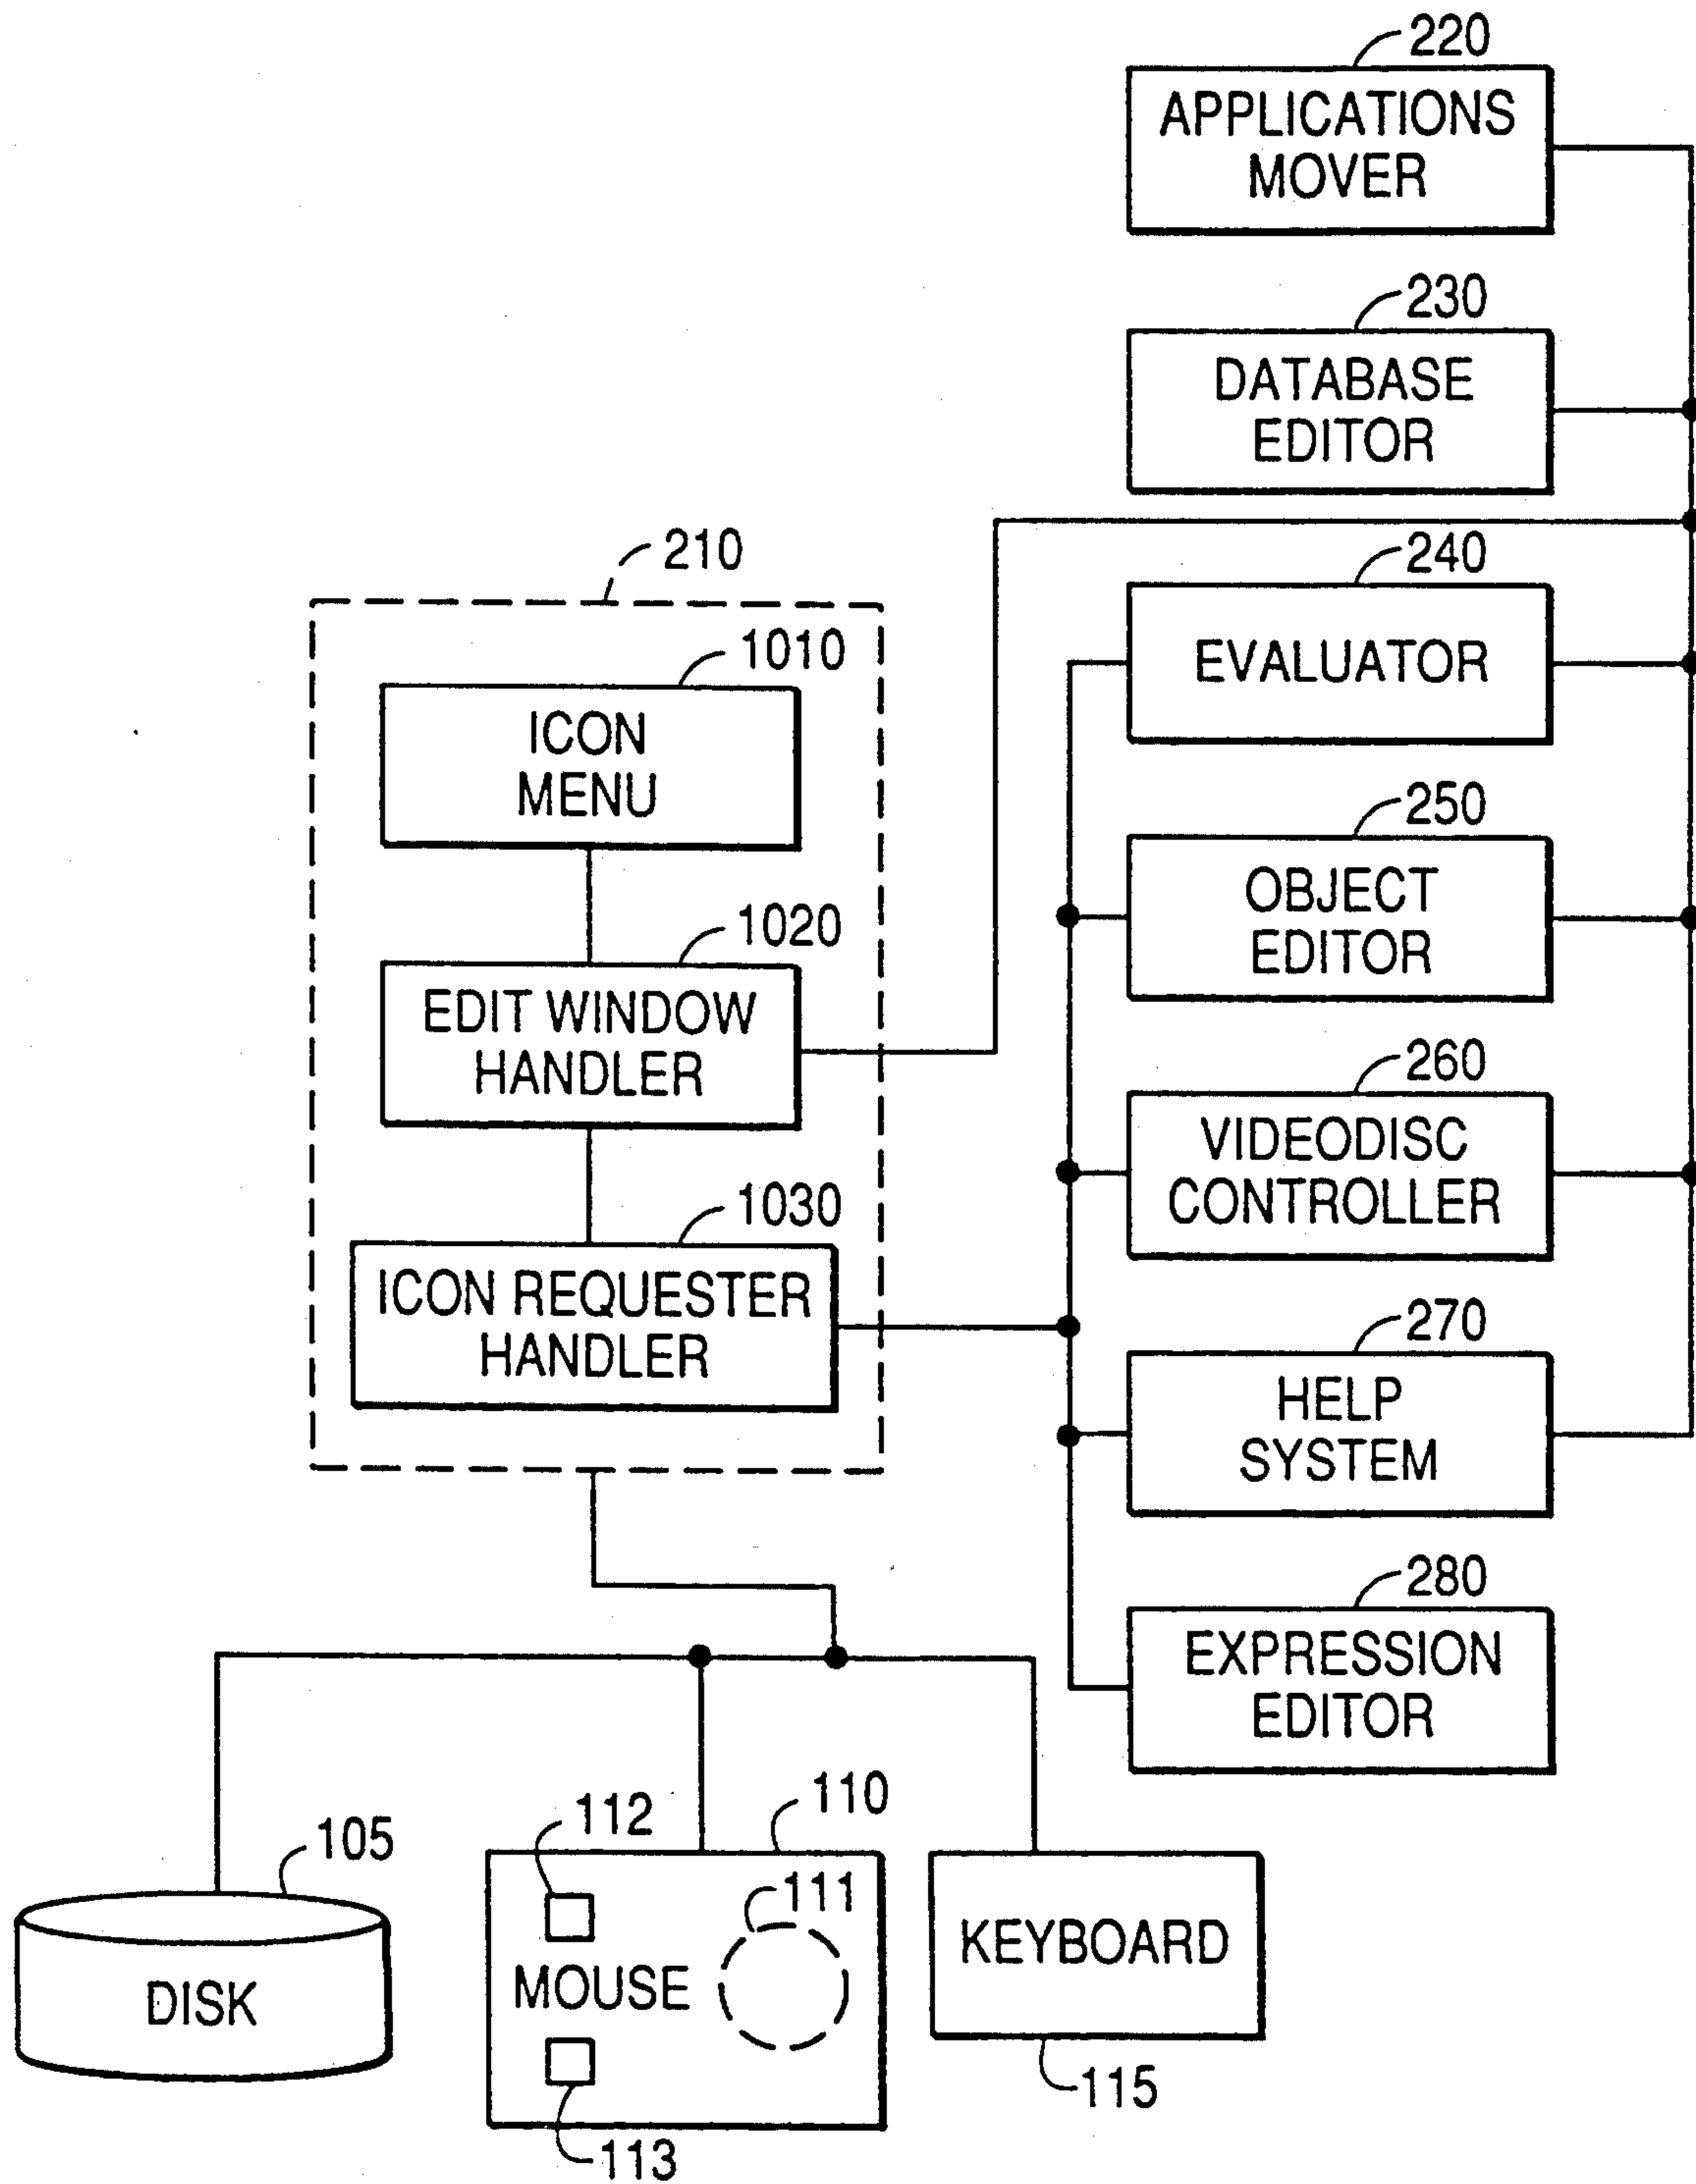 220
APPLICATIONS
MOVER
230
DATABASE
EDITOR
210
240
EVALUATOR
1010
ICON
MENU
250
OBJECT
EDITOR
1020
EDIT WINDOW
HANDLER
260
VIDEODISC
CONTROLLER
1030
ICON REQUESTER
HANDLER
270
HELP
SYSTEM
280
EXPRESSION
EDITOR
105
DISK
112
110
111
MOUSE
113
KEYBOARD
115